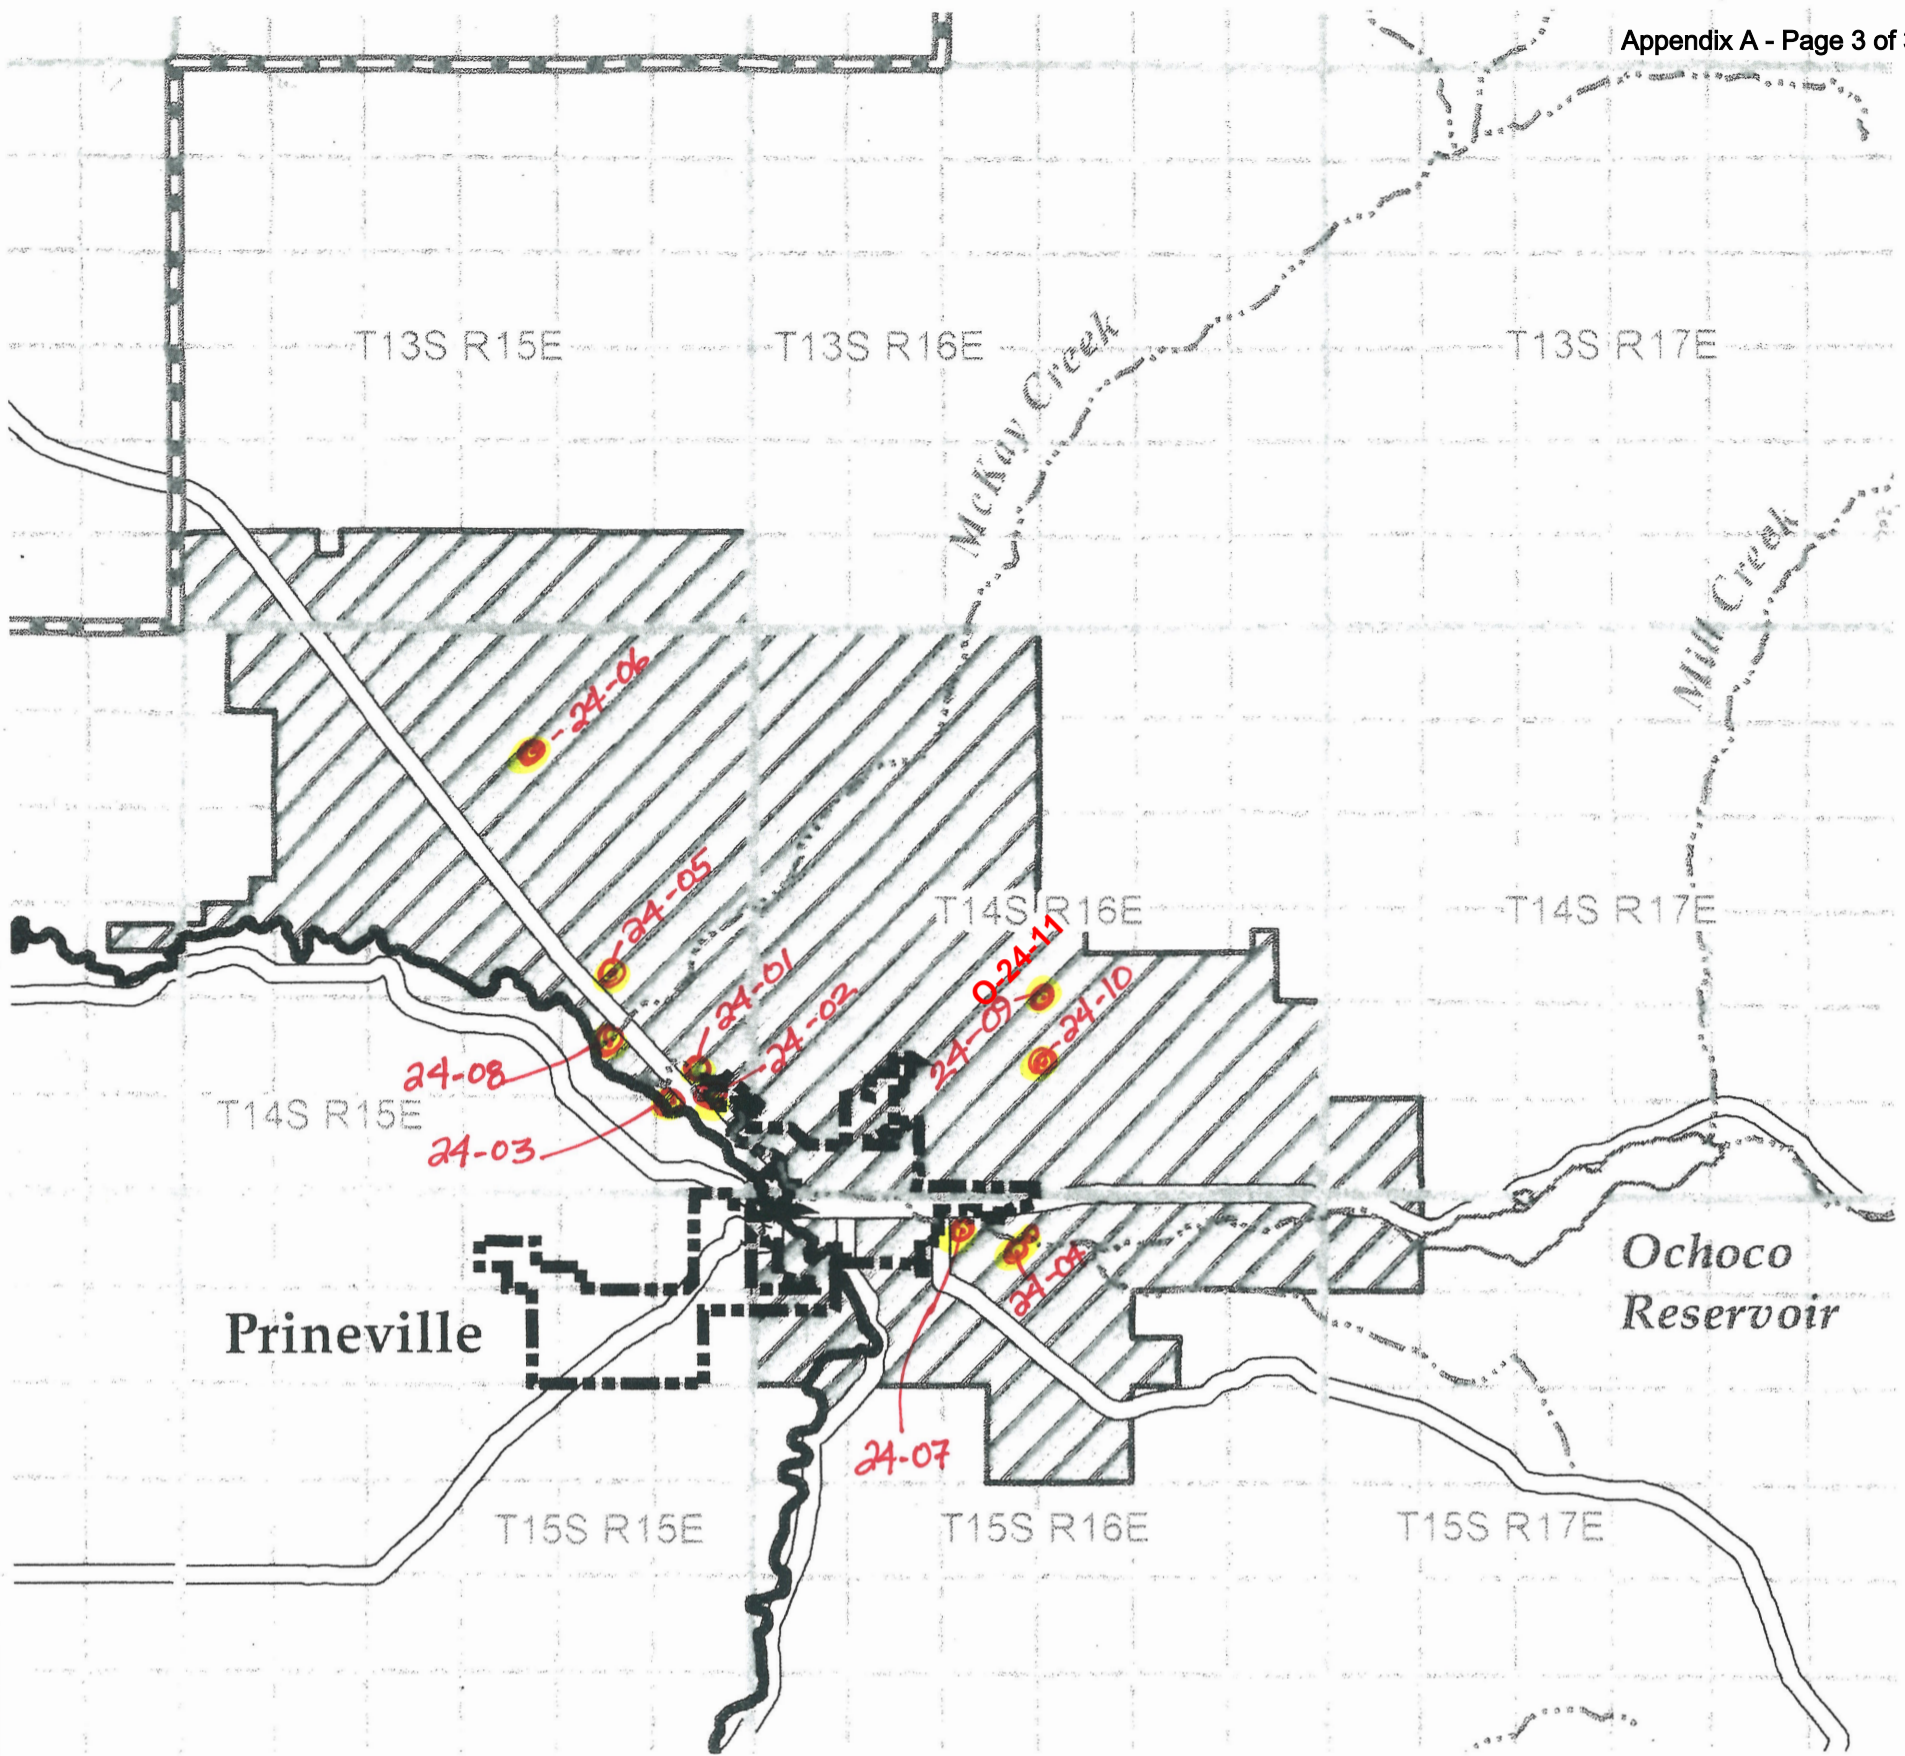 Appendix A - Page 3 of 3
T13S R15E
T13S R16E
T13S R17E
McKay Creek
Mill Creek
24-06
24-05
T14S R16E
T14S R17E
O-24-11
24-01
24-02
24-09
24-10
24-08
T14S R15E
24-03
24-04
Ochoco
Reservoir
Prineville
24-07
T15S R15E
T15S R16E
T15S R17E